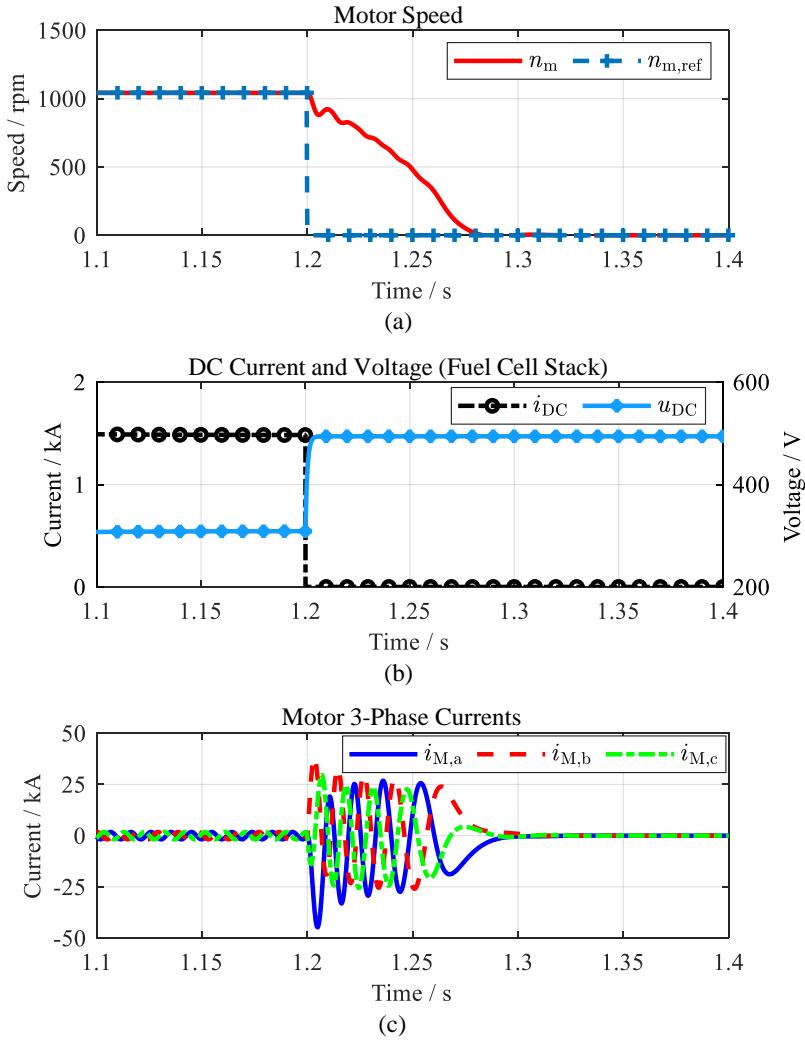 Motor Speed
1500
1000
500
0
Speed / rpm
n_m n_m,ref
1.1 1.15 1.2 1.25 1.3 1.35 1.4
Time / s
(a)
DC Current and Voltage (Fuel Cell Stack)
2
1
0
Current / kA
i_DC u_DC
600
400
200
Voltage / V
1.1 1.15 1.2 1.25 1.3 1.35 1.4
Time / s
(b)
Motor 3-Phase Currents
50
25
0
-25
-50
Current / kA
i_M,a i_M,b i_M,c
1.1 1.15 1.2 1.25 1.3 1.35 1.4
Time / s
(c)